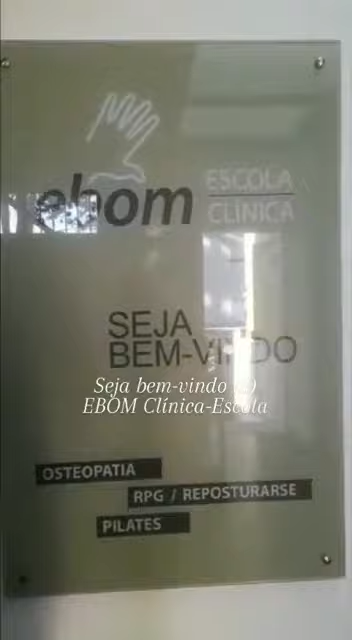 ebom
ESCOLA
CLÍNICA
SEJA
BEM-VINDO
Seja bem-vindo (a)
EBOM Clínica-Escola
OSTEOPATIA
RPG / REPOSTURARSE
PILATES